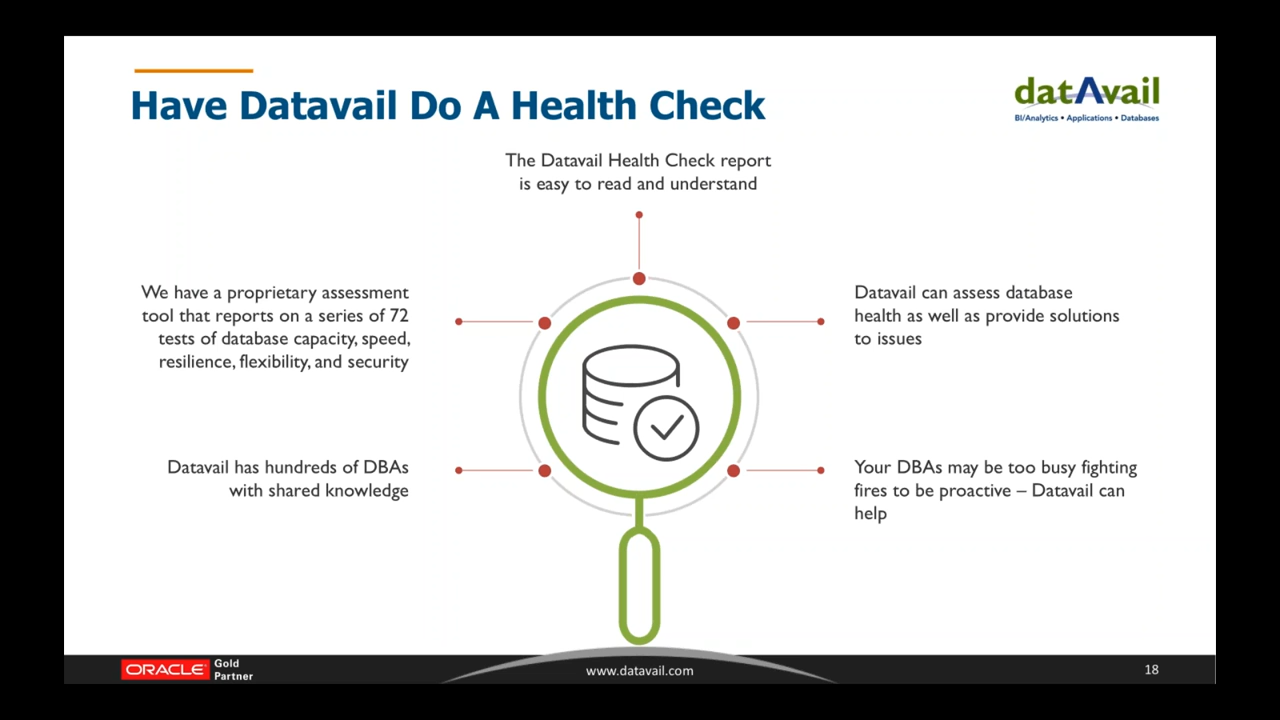 Have Datavail Do A Health Check
datAvail
BI/Analytics • Applications • Databases
The Datavail Health Check report
is easy to read and understand
We have a proprietary assessment
tool that reports on a series of 72
tests of database capacity, speed,
resilience, flexibility, and security
Datavail can assess database
health as well as provide solutions
to issues
Datavail has hundreds of DBAs
with shared knowledge
Your DBAs may be too busy fighting
fires to be proactive – Datavail can
help
ORACLE
Gold
Partner
www.datavail.com
18